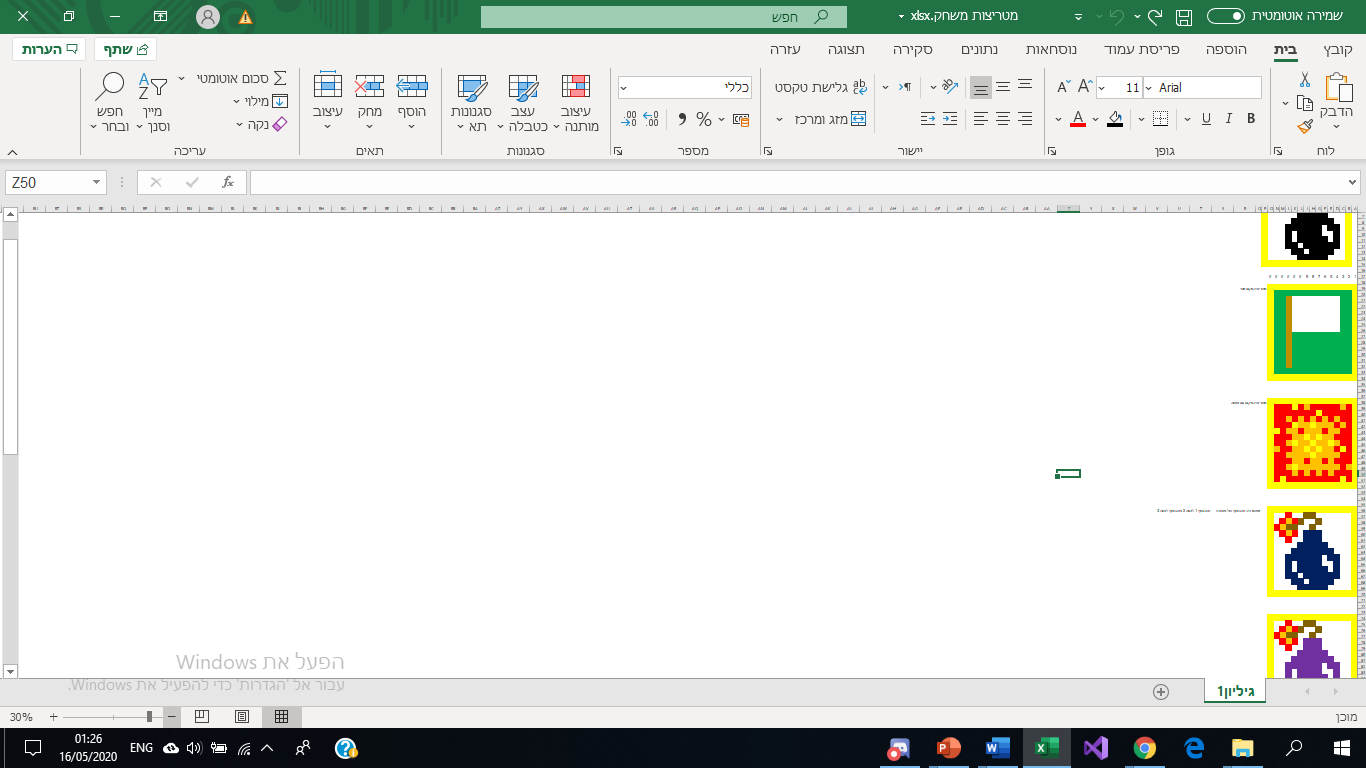 שמירה אוטומטית
מטריצות משחק.xlsx
חפש
קובץ בית הוספה פריסת עמוד נוסחאות נתונים סקירה תצוגה עזרה
שתף הערות
הדבק
לוח
Arial 11
B I U
גופן
גלישת טקסט
מזג ומרכז
יישור
כללי
מספר
עיצוב מותנה
עצב כטבלה
סגנונות תא
סגנונות
הוסף
מחק
עיצוב
תאים
סכום אוטומטי
מילוי
נקה
מייין וסנן
חפש ובחר
עריכה
Z50
fx
הפעל את Windows
עבור אל 'הגדרות' כדי להפעיל את Windows.
גיליון1
מוכן
30%
ENG
01:26
16/05/2020